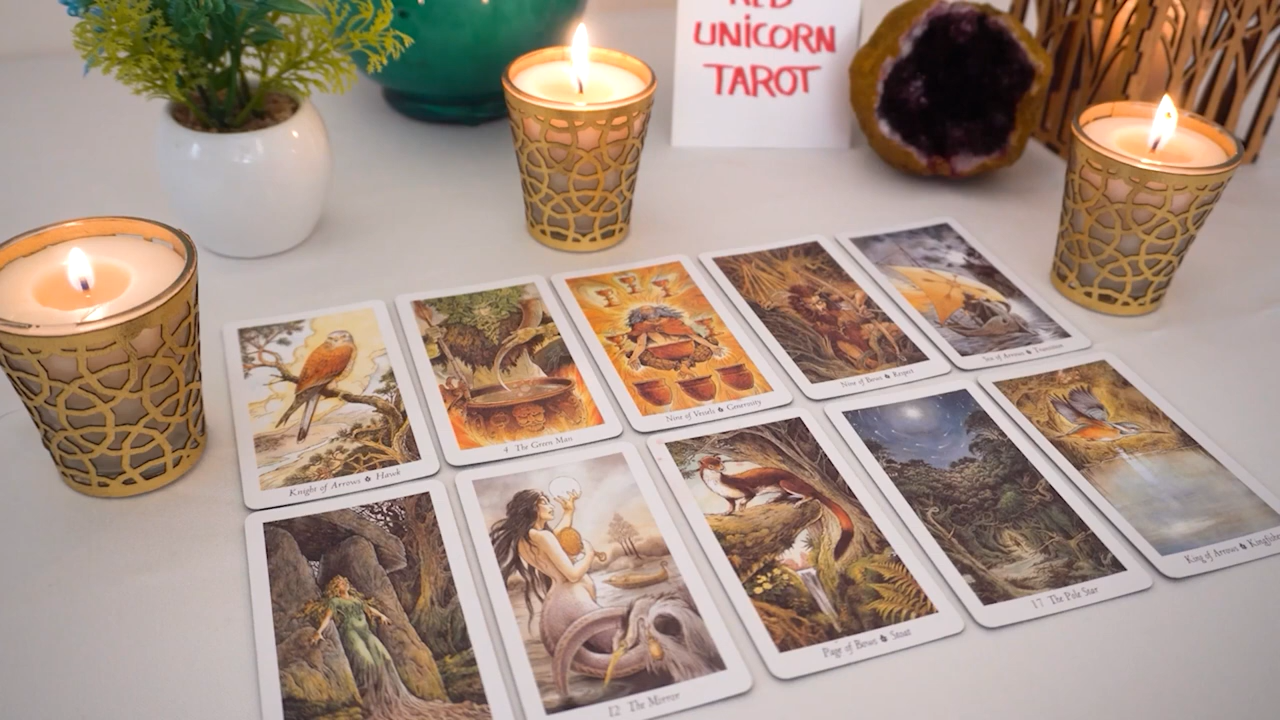 RED
UNiCORN
TAROT
Knight of Arrows Hawk
4 The Green Man
Nine of Vessels Generosity
Nine of Bows Respect
Six of Arrows Transition
12 The Mirror
Page of Bows Stoat
17 The Pole Star
King of Arrows Kingfisher